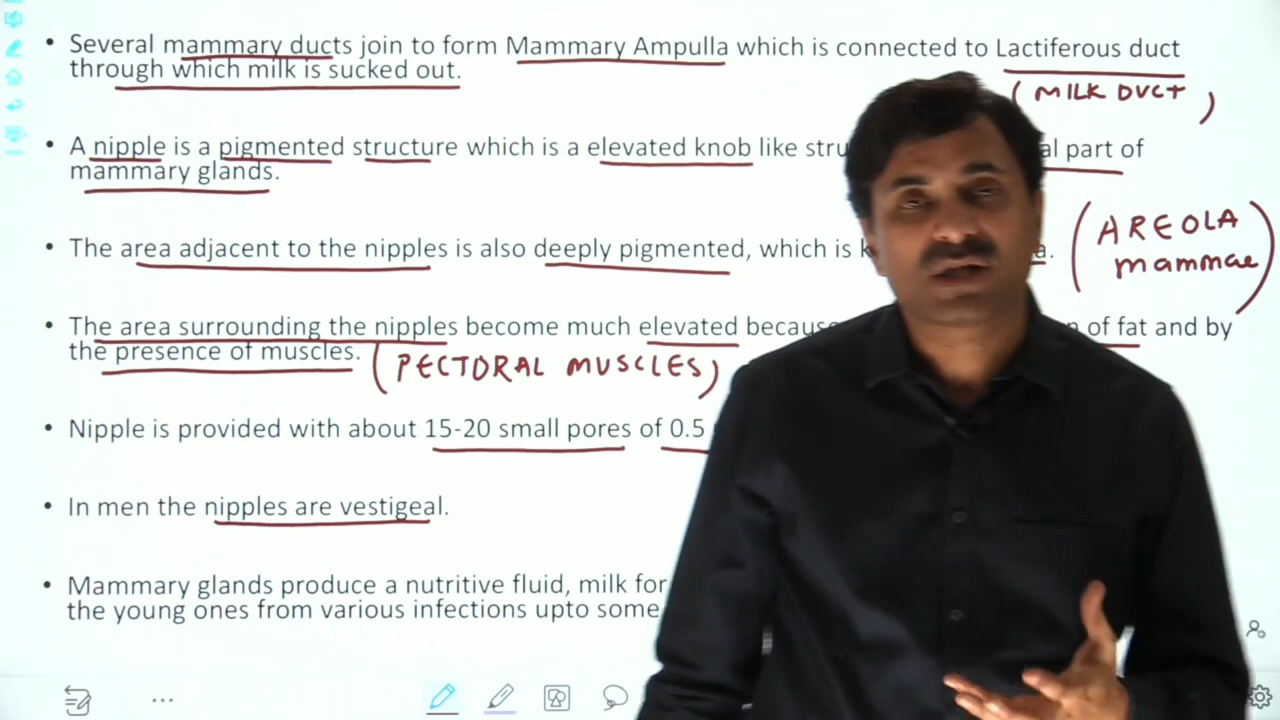 • Several mammary ducts join to form Mammary Ampulla which is connected to Lactiferous duct
through which milk is sucked out.
( MILK DUCT )
• A nipple is a pigmented structure which is a elevated knob like al part of
mammary glands.
• The area adjacent to the nipples is also deeply pigmented, which is
( AREOLA
mammae )
• The area surrounding the nipples become much elevated of fat and by
the presence of muscles. ( PECTORAL MUSCLES )
• Nipple is provided with about 15-20 small pores of 0.5
• In men the nipples are vestigeal.
• Mammary glands produce a nutritive fluid, milk for
the young ones from various infections upto some